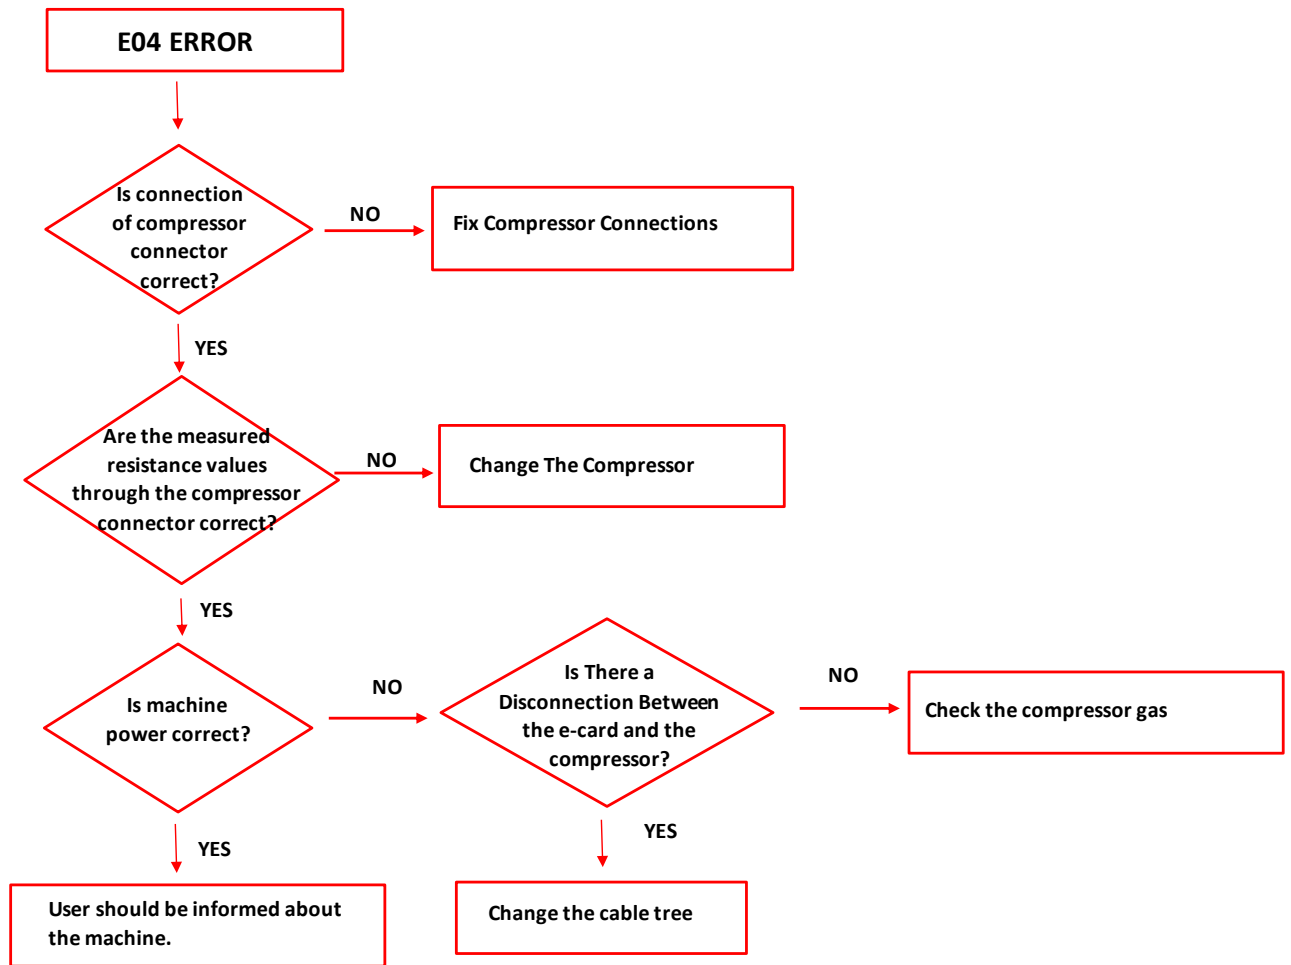 E04 ERROR
Is connection
of compressor
connector
correct?
NO
Fix Compressor Connections
YES
Are the measured
resistance values
through the compressor
connector correct?
NO
Change The Compressor
YES
Is machine
power correct?
NO
Is There a
Disconnection Between
the e-card and the
compressor?
NO
Check the compressor gas
YES
User should be informed about
the machine.
YES
Change the cable tree